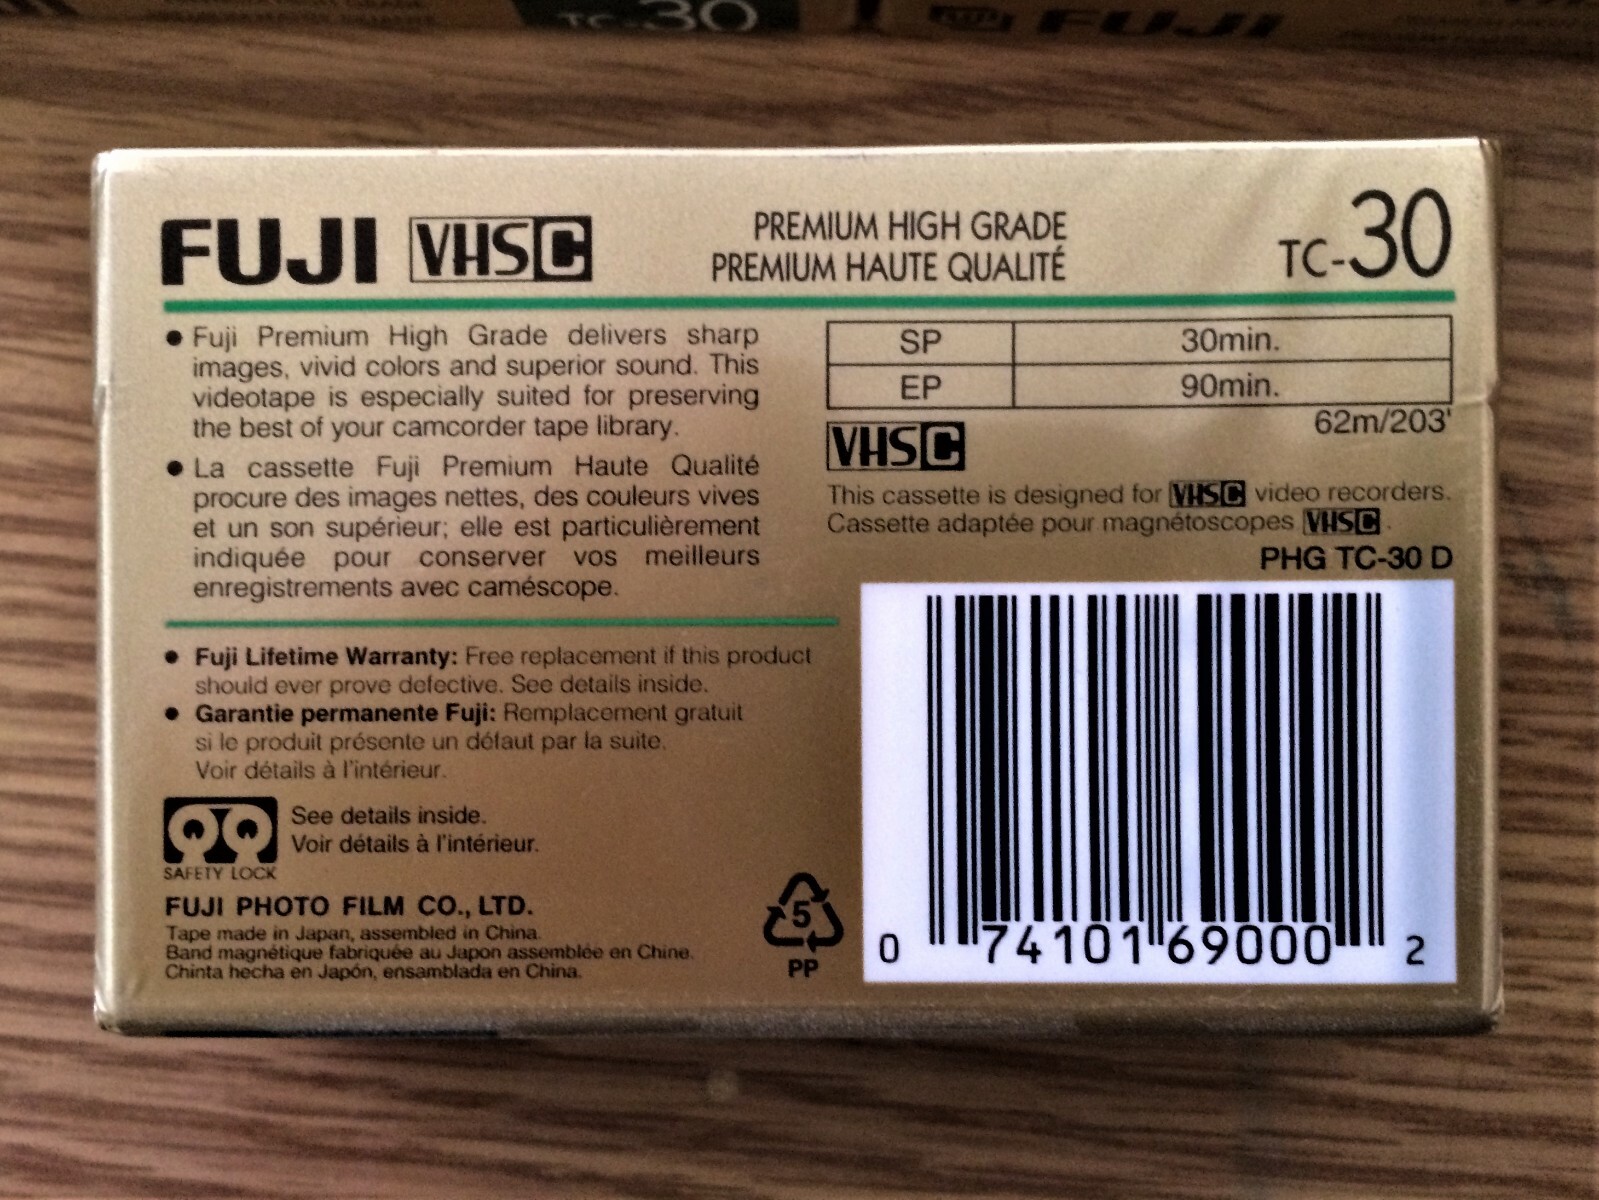 TC-30 FUJI
FUJI VHSC
PREMIUM HIGH GRADE
PREMIUM HAUTE QUALITÉ
TC-30
● Fuji Premium High Grade delivers sharp
images, vivid colors and superior sound. This
videotape is especially suited for preserving
the best of your camcorder tape library.
● La cassette Fuji Premium Haute Qualité
procure des images nettes, des couleurs vives
et un son supérieur; elle est particulièrement
indiquée pour conserver vos meilleurs
enregistrements avec caméscope.
SP 30min.
EP 90min.
62m/203'
VHSC
This cassette is designed for VHSC video recorders.
Cassette adaptée pour magnétoscopes VHSC.
PHG TC-30 D
● Fuji Lifetime Warranty: Free replacement if this product
should ever prove defective. See details inside.
● Garantie permanente Fuji: Remplacement gratuit
si le produit présente un défaut par la suite.
Voir détails à l'intérieur.
See details inside.
Voir détails à l'intérieur.
SAFETY LOCK
FUJI PHOTO FILM CO., LTD.
Tape made in Japan, assembled in China.
Band magnétique fabriquée au Japon assemblée en Chine.
Chinta hecha en Japón, ensamblada en China.
5
PP
0 74101 69000 2